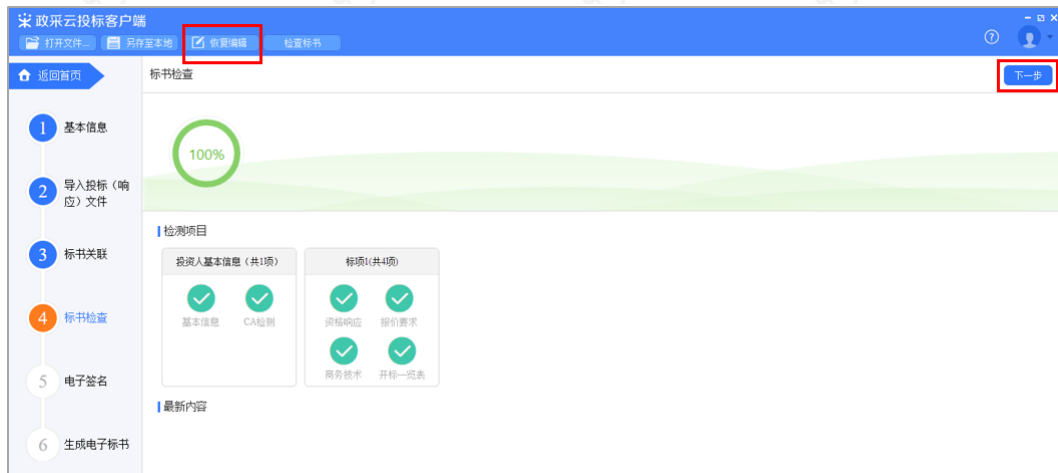 政采云投标客户端
打开文件... 另存至本地 恢复编辑 检查标书
返回首页 标书检查 下一步
1 基本信息
100%
2 导入投标（响
应）文件
检测项目
3 标书关联
投资人基本信息（共1项） 标项1(共4项)
基本信息 CA检测 资格响应 报价要求
4 标书检查
商务技术 开标一览表
5 电子签名
最新内容
6 生成电子标书